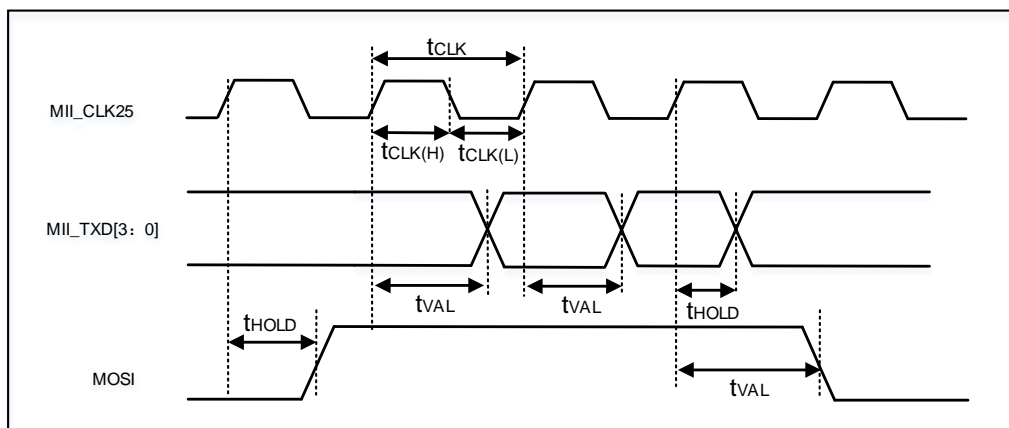 tCLK
MII_CLK25
tCLK(H) tCLK(L)
MII_TXD[3：0]
tVAL tVAL tHOLD
tHOLD
MOSI
tVAL